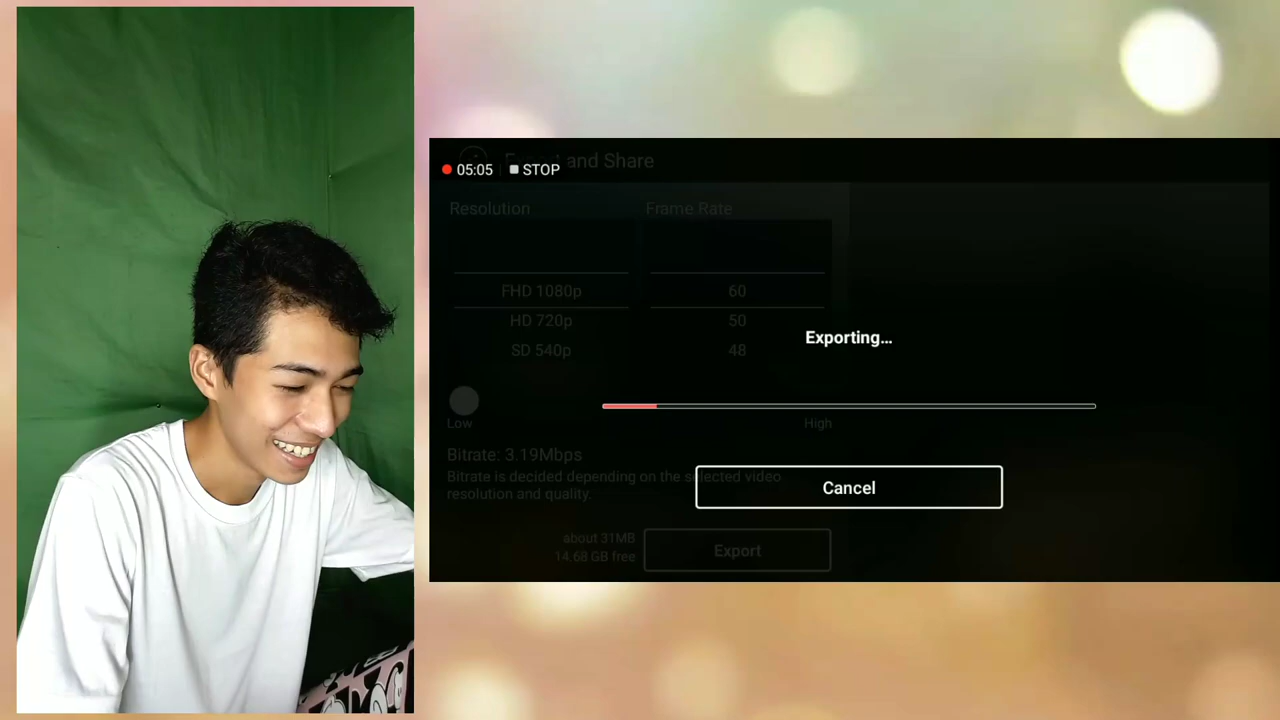 and Share
05:05 STOP
Resolution
Frame Rate
FHD 1080p
60
HD 720p
50
SD 540p
48
Exporting...
Low
High
Bitrate: 3.19Mbps
Bitrate is decided depending on the selected video
resolution and quality.
Cancel
about 31MB
14.68 GB free
Export